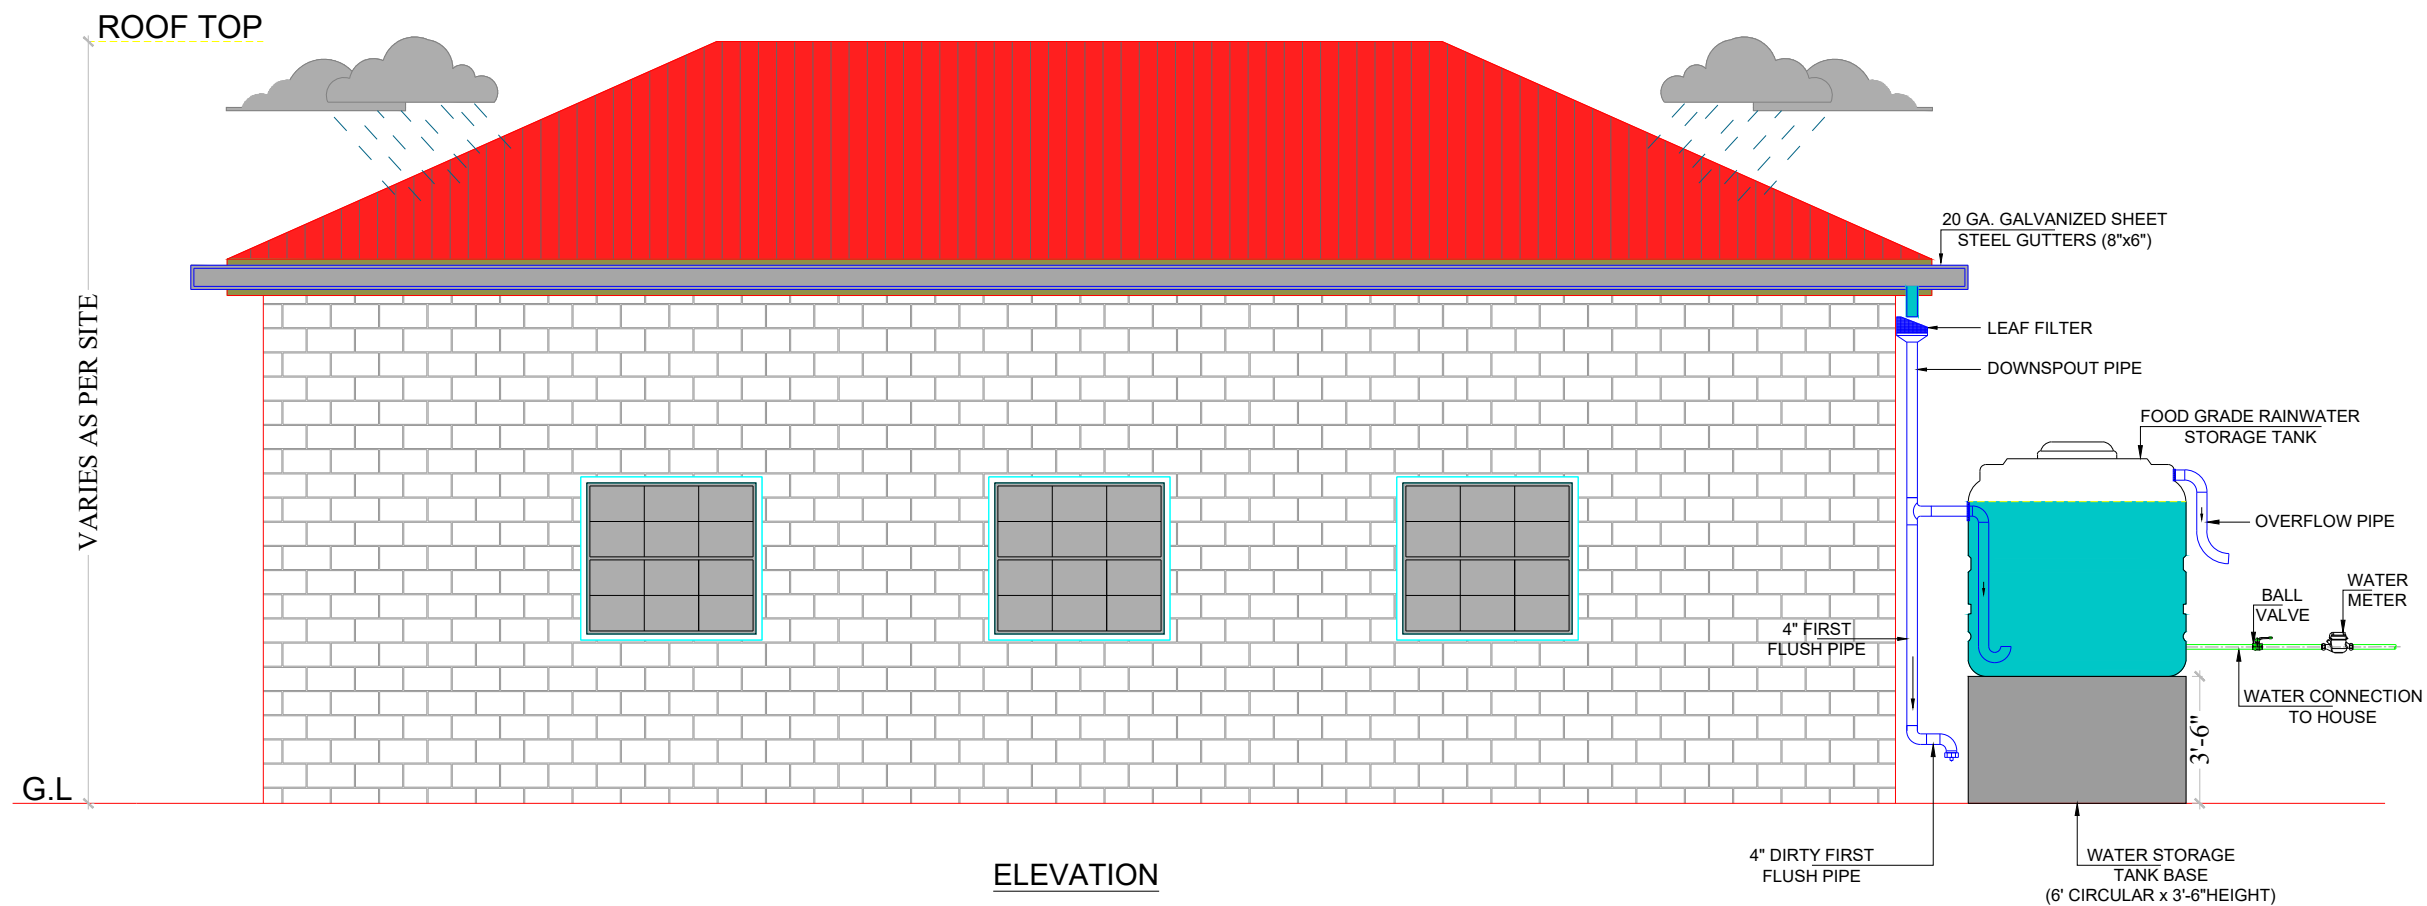 ROOF TOP
20 GA. GALVANIZED SHEET
STEEL GUTTERS (8"x6")
LEAF FILTER
DOWNSPOUT PIPE
VARIES AS PER SITE
FOOD GRADE RAINWATER
STORAGE TANK
OVERFLOW PIPE
BALL
VALVE
WATER
METER
4" FIRST
FLUSH PIPE
WATER CONNECTION
TO HOUSE
3'-6"
G.L
4" DIRTY FIRST
FLUSH PIPE
WATER STORAGE
TANK BASE
(6' CIRCULAR x 3'-6"HEIGHT)
ELEVATION